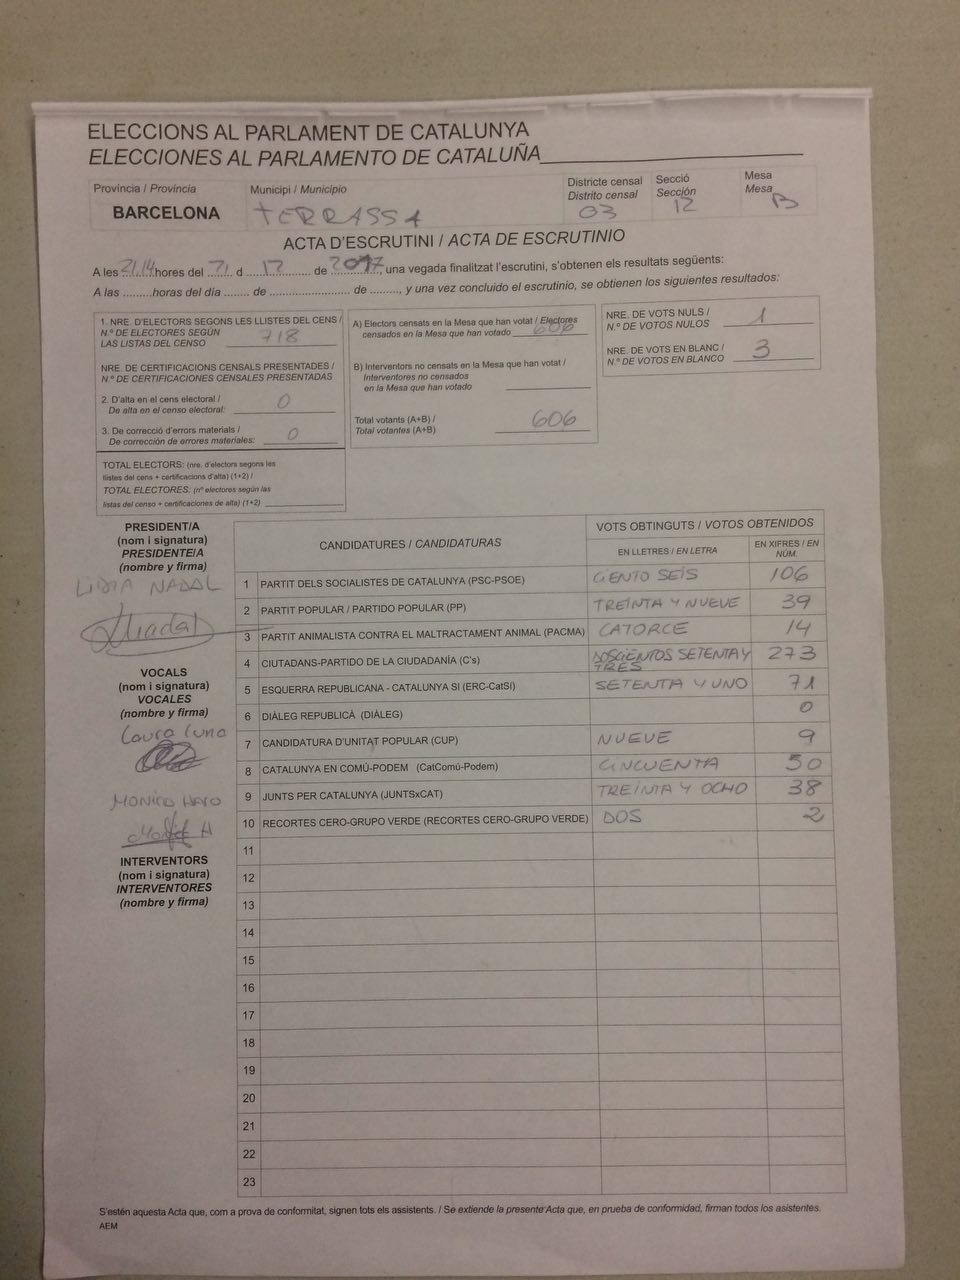 ELECCIONS AL PARLAMENT DE CATALUNYA
ELECCIONES AL PARLAMENTO DE CATALUÑA
Província / Provincia
BARCELONA
Municipi / Municipio
TERRASSA
Districte censal
Distrito censal
03
Secció
Sección
12
Mesa
Mesa
B
ACTA D'ESCRUTINI / ACTA DE ESCRUTINIO
A les 21,14 hores del 21 d 12 de 2017, una vegada finalitzat l'escrutini, s'obtenen els resultats següents:
A las .........horas del día ........ de ........................ de ........., y una vez concluido el escrutinio, se obtienen los siguientes resultados:
1. NRE. D'ELECTORS SEGONS LES LLISTES DEL CENS /
N.º DE ELECTORES SEGÚN
LAS LISTAS DEL CENSO 718
NRE. DE CERTIFICACIONS CENSALS PRESENTADES /
N.º DE CERTIFICACIONES CENSALES PRESENTADAS
2. D'alta en el cens electoral /
De alta en el censo electoral: 0
3. De correcció d'errors materials /
De corrección de errores materiales: 0
TOTAL ELECTORS: (nre. d'electors segons les
llistes del cens + certificacions d'alta) (1+2) /
TOTAL ELECTORES: (nº electores según las
listas del censo + certificaciones de alta) (1+2)
A) Electors censats en la Mesa que han votat / Electores
censados en la Mesa que han votado 606
B) Interventors no censats en la Mesa que han votat /
Interventores no censados
en la Mesa que han votado
Total votants (A+B) /
Total votantes (A+B) 606
NRE. DE VOTS NULS /
N.º DE VOTOS NULOS 1
NRE. DE VOTS EN BLANC /
N.º DE VOTOS EN BLANCO 3
PRESIDENT/A
(nom i signatura)
PRESIDENTE/A
(nombre y firma)
LIDIA NADAL
VOCALS
(nom i signatura)
VOCALES
(nombre y firma)
Laura Luna
MONICA HARO
INTERVENTORS
(nom i signatura)
INTERVENTORES
(nombre y firma)
CANDIDATURES / CANDIDATURAS
VOTS OBTINGUTS / VOTOS OBTENIDOS
EN LLETRES / EN LETRA
EN XIFRES / EN NÚM.
1 PARTIT DELS SOCIALISTES DE CATALUNYA (PSC-PSOE) CIENTO SEIS 106
2 PARTIT POPULAR / PARTIDO POPULAR (PP) TREINTA Y NUEVE 39
3 PARTIT ANIMALISTA CONTRA EL MALTRACTAMENT ANIMAL (PACMA) CATORCE 14
4 CIUTADANS-PARTIDO DE LA CIUDADANÍA (C's) DOSCIENTOS SETENTA Y TRES 273
5 ESQUERRA REPUBLICANA - CATALUNYA SI (ERC-CatSí) SETENTA Y UNO 71
6 DIÀLEG REPUBLICÀ (DIÀLEG) 0
7 CANDIDATURA D'UNITAT POPULAR (CUP) NUEVE 9
8 CATALUNYA EN COMÚ-PODEM (CatComú-Podem) CINCUENTA 50
9 JUNTS PER CATALUNYA (JUNTSxCAT) TREINTA Y OCHO 38
10 RECORTES CERO-GRUPO VERDE (RECORTES CERO-GRUPO VERDE) DOS 2
11
12
13
14
15
16
17
18
19
20
21
22
23
S'estén aquesta Acta que, com a prova de conformitat, signen tots els assistents. / Se extiende la presente Acta que, en prueba de conformidad, firman todos los asistentes.
AEM